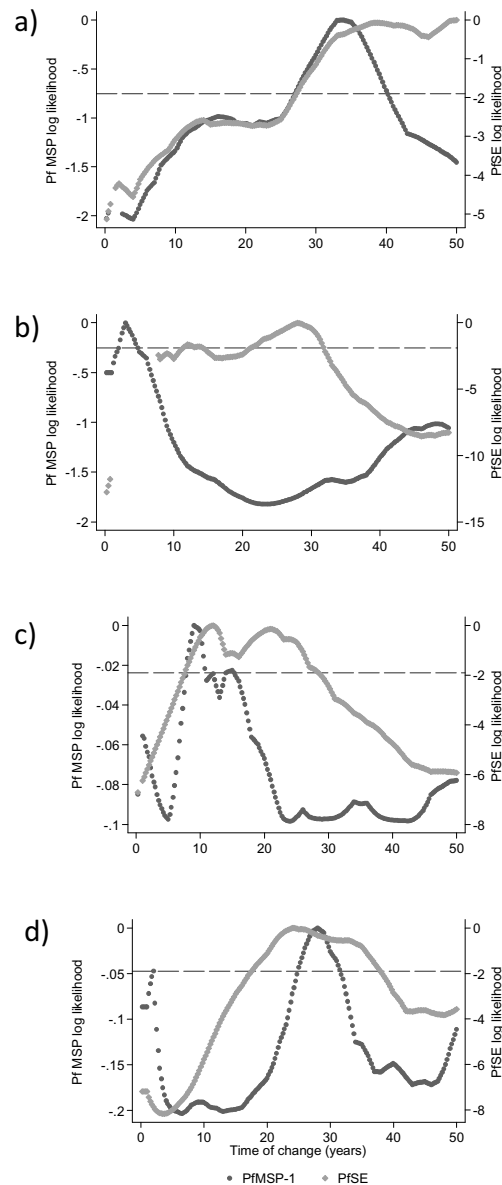 a)
Pf MSP log likelihood
0
-.5
-1
-1.5
-2
0
-1
-2
-3
-4
-5
PfSE log likelihood
0 10 20 30 40 50
b)
Pf MSP log likelihood
0
-.5
-1
-1.5
-2
0
-5
-10
-15
PfSE log likelihood
0 10 20 30 40 50
c)
Pf MSP log likelihood
0
-.02
-.04
-.06
-.08
-.1
0
-2
-4
-6
-8
PfSE log likelihood
0 10 20 30 40 50
d)
Pf MSP log likelihood
0
-.05
-.1
-.15
-.2
0
-2
-4
-6
-8
PfSE log likelihood
0 10 20 30 40 50
Time of change (years)
PfMSP-1 PfSE